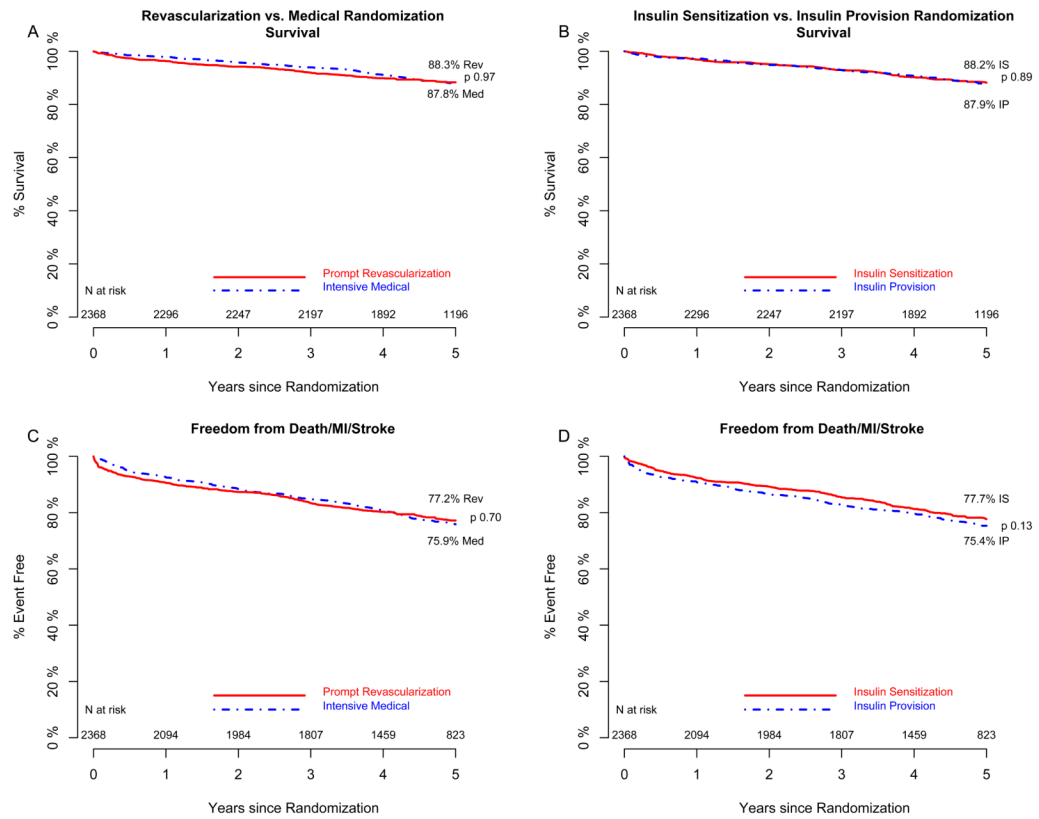 Revascularization vs. Medical Randomization
Survival
A
100 %
80 %
60 %
40 %
20 %
0 %
% Survival
88.3% Rev
p 0.97
87.8% Med
Prompt Revascularization
Intensive Medical
N at risk
2368 2296 2247 2197 1892 1196
0 1 2 3 4 5
Years since Randomization
Insulin Sensitization vs. Insulin Provision Randomization
Survival
B
100 %
80 %
60 %
40 %
20 %
0 %
% Survival
88.2% IS
p 0.89
87.9% IP
Insulin Sensitization
Insulin Provision
N at risk
2368 2296 2247 2197 1892 1196
0 1 2 3 4 5
Years since Randomization
Freedom from Death/MI/Stroke
C
100 %
80 %
60 %
40 %
20 %
0 %
% Event Free
77.2% Rev
p 0.70
75.9% Med
Prompt Revascularization
Intensive Medical
N at risk
2368 2094 1984 1807 1459 823
0 1 2 3 4 5
Years since Randomization
Freedom from Death/MI/Stroke
D
100 %
80 %
60 %
40 %
20 %
0 %
% Event Free
77.7% IS
p 0.13
75.4% IP
Insulin Sensitization
Insulin Provision
N at risk
2368 2094 1984 1807 1459 823
0 1 2 3 4 5
Years since Randomization